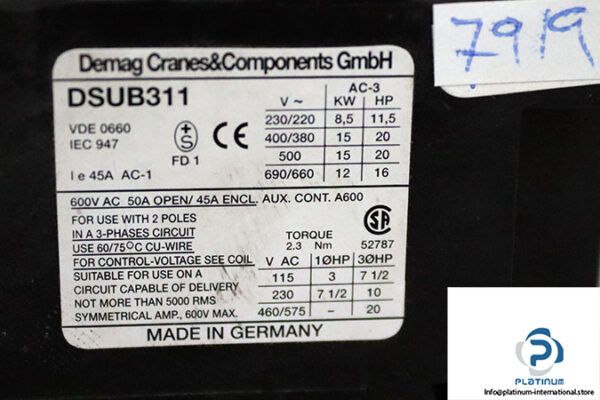 Demag Cranes&Components GmbH
DSUB311
VDE 0660
IEC 947
+
S
FD 1
CE
I e 45A AC-1
AC-3
V ~ KW HP
230/220 8,5 11,5
400/380 15 20
500 15 20
690/660 12 16
600V AC 50A OPEN/ 45A ENCL. AUX. CONT. A600
FOR USE WITH 2 POLES
IN A 3-PHASES CIRCUIT
USE 60/75°C CU-WIRE
FOR CONTROL-VOLTAGE SEE COIL
SUITABLE FOR USE ON A
CIRCUIT CAPABLE OF DELIVERY
NOT MORE THAN 5000 RMS
SYMMETRICAL AMP., 600V MAX.
TORQUE
2.3 Nm
SA
52787
V AC 1ØHP 3ØHP
115 3 7 1/2
230 7 1/2 10
460/575 – 20
MADE IN GERMANY
7919
P
PLATINUM
Info@platinum-international.store